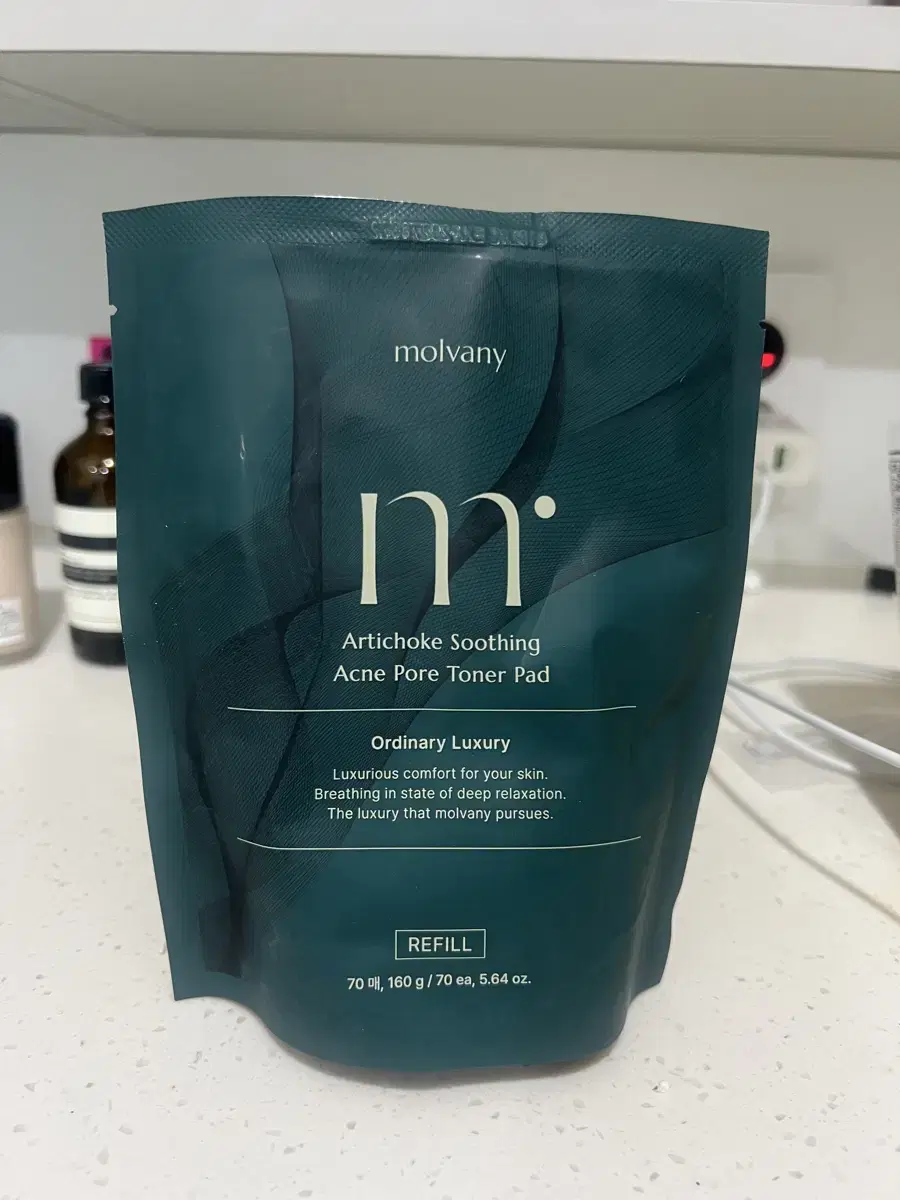 molvany
m
Artichoke Soothing
Acne Pore Toner Pad
Ordinary Luxury
Luxurious comfort for your skin.
Breathing in state of deep relaxation.
The luxury that molvany pursues.
REFILL
70 매, 160 g / 70 ea, 5.64 oz.